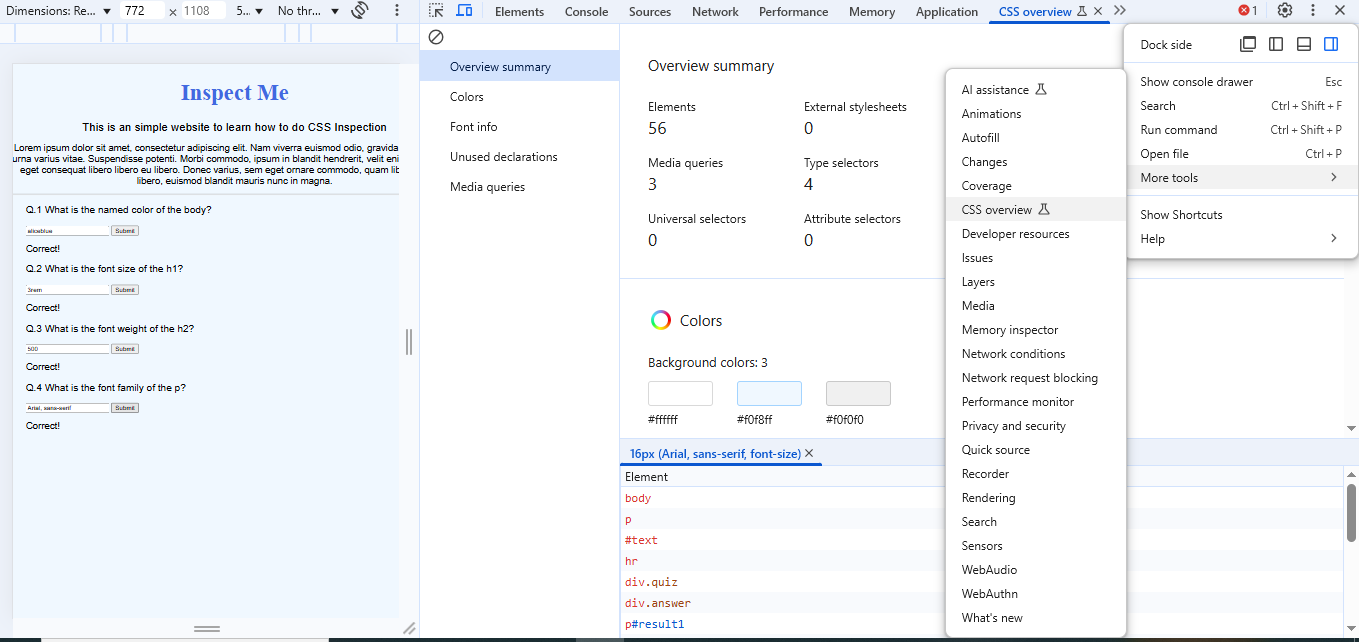 Dimensions: Re... 772 × 1108 5... No thr...
Elements Console Sources Network Performance Memory Application CSS overview 1
Inspect Me
This is an simple website to learn how to do CSS Inspection
Lorem ipsum dolor sit amet, consectetur adipiscing elit. Nam viverra euismod odio, gravida
urna varius vitae. Suspendisse potenti. Morbi commodo, ipsum in blandit hendrerit, velit eni
eget consequat libero libero eu libero. Donec varius, sem eget ornare commodo, quam lib
libero, euismod blandit mauris nunc in magna.
Q.1 What is the named color of the body?
aliceblue Submit
Correct!
Q.2 What is the font size of the h1?
3rem Submit
Correct!
Q.3 What is the font weight of the h2?
500 Submit
Correct!
Q.4 What is the font family of the p?
Arial, sans-serif Submit
Correct!
Overview summary
Colors
Font info
Unused declarations
Media queries
Overview summary
Elements
56
External stylesheets
0
Media queries
3
Type selectors
4
Universal selectors
0
Attribute selectors
0
Colors
Background colors: 3
#ffffff #f0f8ff #f0f0f0
16px (Arial, sans-serif, font-size)
Element
body
p
#text
hr
div.quiz
div.answer
p#result1
AI assistance
Animations
Autofill
Changes
Coverage
CSS overview
Developer resources
Issues
Layers
Media
Memory inspector
Network conditions
Network request blocking
Performance monitor
Privacy and security
Quick source
Recorder
Rendering
Search
Sensors
WebAudio
WebAuthn
What's new
Dock side
Show console drawer Esc
Search Ctrl + Shift + F
Run command Ctrl + Shift + P
Open file Ctrl + P
More tools
Show Shortcuts
Help